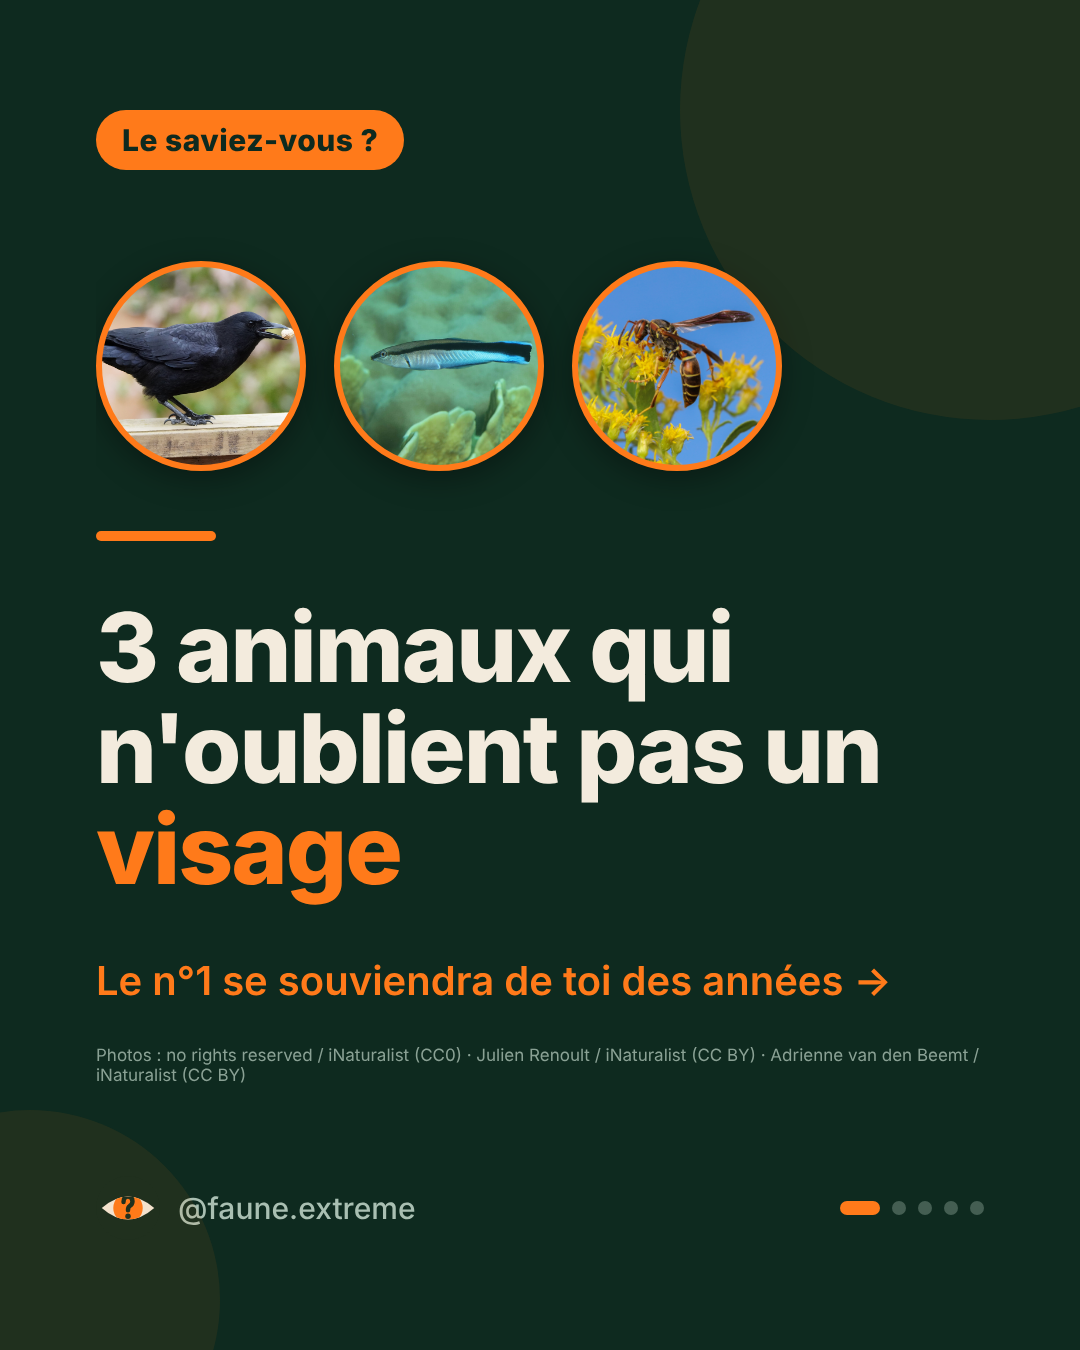 Le saviez-vous ?
3 animaux qui
n'oublient pas un
visage
Le n°1 se souviendra de toi des années →
Photos : no rights reserved / iNaturalist (CC0) · Julien Renoult / iNaturalist (CC BY) · Adrienne van den Beemt /
iNaturalist (CC BY)
?
@faune.extreme